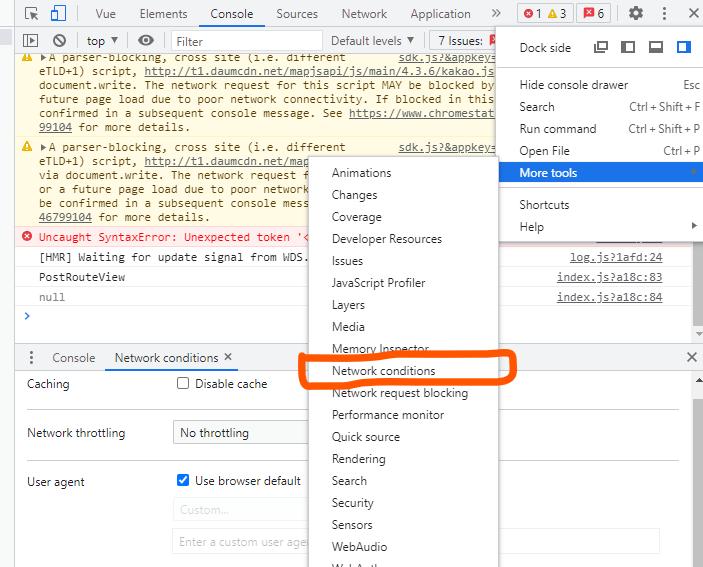 Vue Elements Console Sources Network Application » 1 3 6
top ▼ Filter Default levels ▼ 7 Issues:
▶A parser-blocking, cross site (i.e. different sdk.js?&appkey=
eTLD+1) script, http://t1.daumcdn.net/mapjsapi/js/main/4.3.6/kakao.js
document.write. The network request for this script MAY be blocked by
future page load due to poor network connectivity. If blocked in this
confirmed in a subsequent console message. See https://www.chromestat
99104 for more details.
▶A parser-blocking, cross site (i.e. different sdk.js?&appkey=
eTLD+1) script, http://t1.daumcdn.net/map
via document.write. The network request f
or a future page load due to poor network
be confirmed in a subsequent console mess
46799104 for more details.
Uncaught SyntaxError: Unexpected token '<
[HMR] Waiting for update signal from WDS. log.js?1afd:24
PostRouteView index.js?a18c:83
null index.js?a18c:84
>
Dock side
Hide console drawer Esc
Search Ctrl + Shift + F
Run command Ctrl + Shift + P
Open File Ctrl + P
More tools
Shortcuts
Help
Animations
Changes
Coverage
Developer Resources
Issues
JavaScript Profiler
Layers
Media
Memory Inspector
Network conditions
Network request blocking
Performance monitor
Quick source
Rendering
Search
Security
Sensors
WebAudio
Console Network conditions ✕
Caching Disable cache
Network throttling No throttling
User agent Use browser default
Custom...
Enter a custom user age